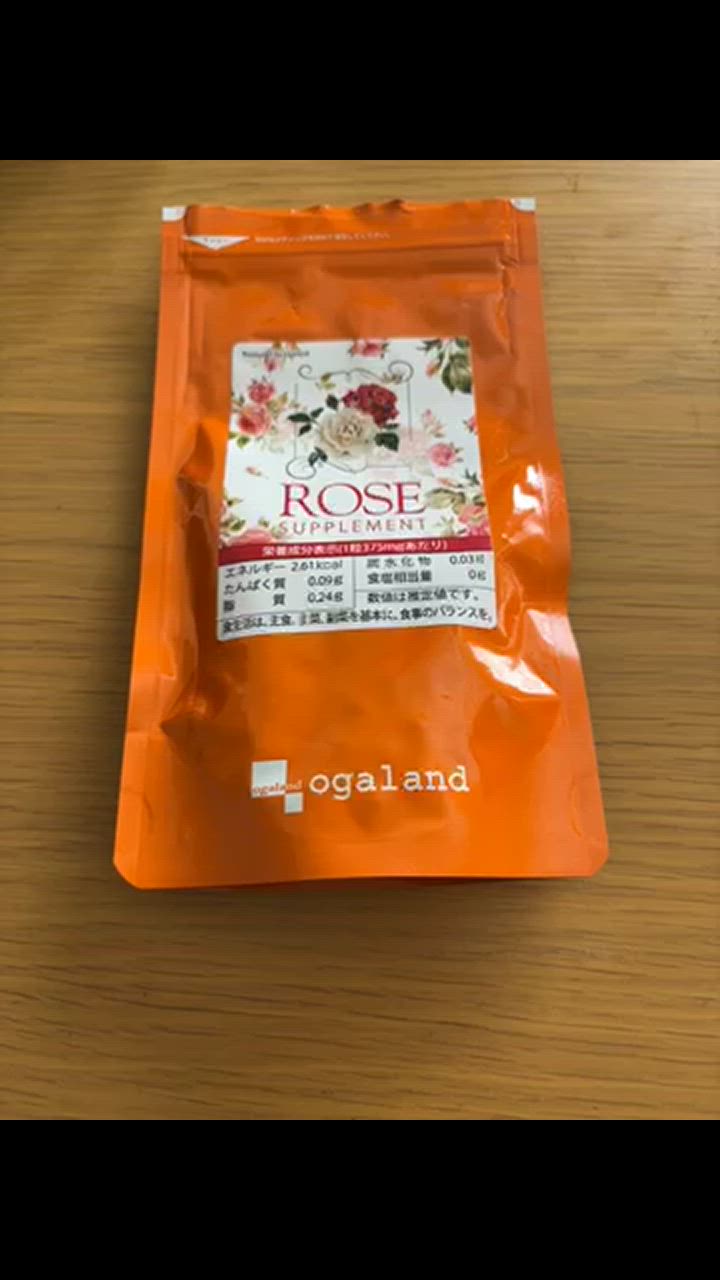 ROSE
SUPPLEMENT
栄養成分表示(1粒375mgあたり)
エネルギー 2.61kcal
たんぱく質 0.09g
脂 質 0.24g
炭水化物 0.03g
食塩相当量 0g
数値は推定値です。
食生活は、主食、主菜、副菜を基本に、食事のバランスを。
ogaland ogaland